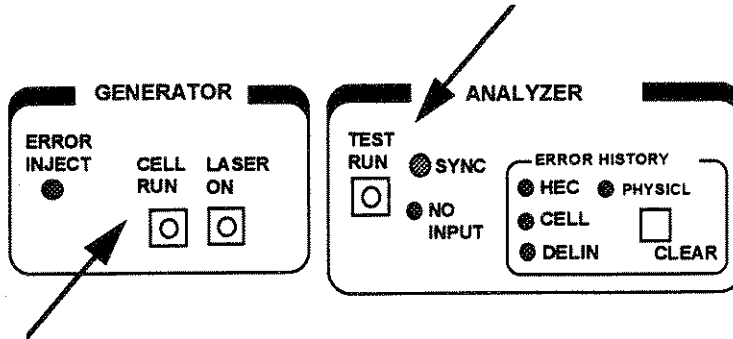 GENERATOR
ERROR
INJECT
CELL
RUN
LASER
ON
ANALYZER
TEST
RUN
SYNC
NO
INPUT
ERROR HISTORY
HEC
PHYSICL
CELL
DELIN
CLEAR